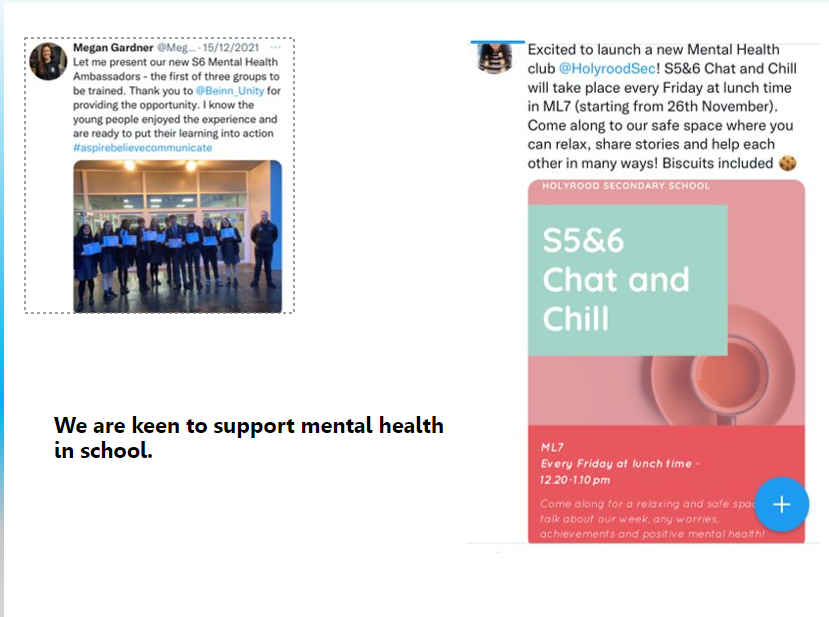 Megan Gardner @Meg... · 15/12/2021 ...
Let me present our new S6 Mental Health
Ambassadors - the first of three groups to
be trained. Thank you to @Beinn_Unity for
providing the opportunity. I know the
young people enjoyed the experience and
are ready to put their learning into action
#aspirebelievecommunicate
We are keen to support mental health
in school.
Excited to launch a new Mental Health
club @HolyroodSec! S5&6 Chat and Chill
will take place every Friday at lunch time
in ML7 (starting from 26th November).
Come along to our safe space where you
can relax, share stories and help each
other in many ways! Biscuits included 🍪
HOLYROOD SECONDARY SCHOOL
S5&6
Chat and
Chill
ML7
Every Friday at lunch time -
12.20-1.10 pm
Come along for a relaxing and safe
talk about our week, any worries,
achievements and positive mental health!